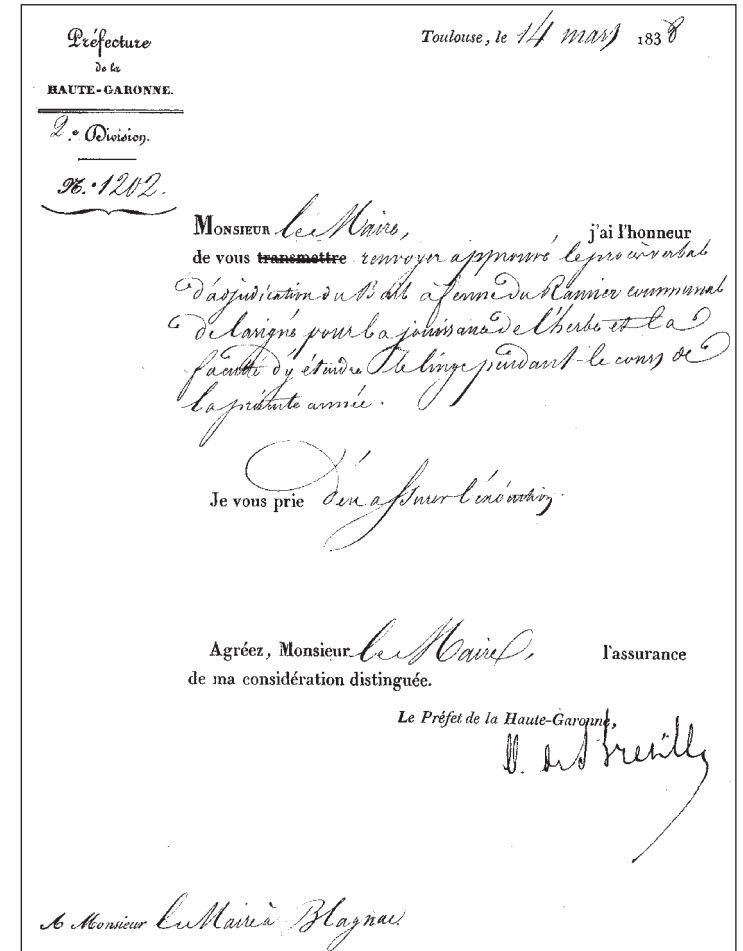 Préfecture
de la
HAUTE-GARONNE.
2.e Division.
N.o 1202.
Toulouse, le 14 mars 1838
MONSIEUR le Maire, j'ai l'honneur
de vous transmettre renvoyer approuvé le procès verbal
d'adjudication du Bail à ferme du Ramier communal
de pour la jouissance de l'herbe et la
faculté d'y étendre le linge pendant le cours de
la présente année.
Je vous prie d'en assurer l'exécution.
Agréez, Monsieur le Maire, l'assurance
de ma considération distinguée.
Le Préfet de la Haute-Garonne,
A Monsieur le Maire à Blagnac